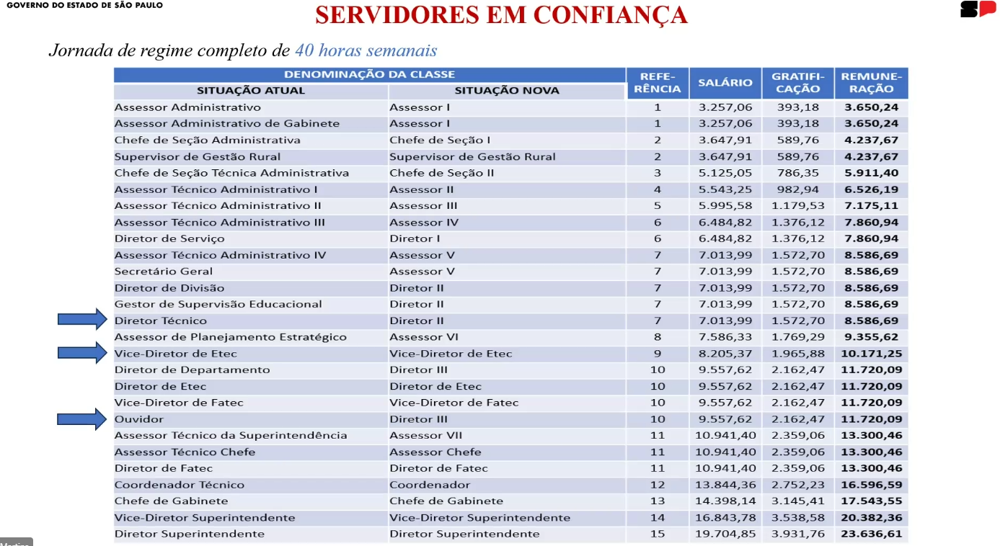 GOVERNO DO ESTADO DE SÃO PAULO
SERVIDORES EM CONFIANÇA
SP
Jornada de regime completo de 40 horas semanais
DENOMINAÇÃO DA CLASSE REFE-RÊNCIA SALÁRIO GRATIFI-CAÇÃO REMUNE-RAÇÃO
SITUAÇÃO ATUAL SITUAÇÃO NOVA
Assessor Administrativo Assessor I 1 3.257,06 393,18 3.650,24
Assessor Administrativo de Gabinete Assessor I 1 3.257,06 393,18 3.650,24
Chefe de Seção Administrativa Chefe de Seção I 2 3.647,91 589,76 4.237,67
Supervisor de Gestão Rural Supervisor de Gestão Rural 2 3.647,91 589,76 4.237,67
Chefe de Seção Técnica Administrativa Chefe de Seção II 3 5.125,05 786,35 5.911,40
Assessor Técnico Administrativo I Assessor II 4 5.543,25 982,94 6.526,19
Assessor Técnico Administrativo II Assessor III 5 5.995,58 1.179,53 7.175,11
Assessor Técnico Administrativo III Assessor IV 6 6.484,82 1.376,12 7.860,94
Diretor de Serviço Diretor I 6 6.484,82 1.376,12 7.860,94
Assessor Técnico Administrativo IV Assessor V 7 7.013,99 1.572,70 8.586,69
Secretário Geral Assessor V 7 7.013,99 1.572,70 8.586,69
Diretor de Divisão Diretor II 7 7.013,99 1.572,70 8.586,69
Gestor de Supervisão Educacional Diretor II 7 7.013,99 1.572,70 8.586,69
Diretor Técnico Diretor II 7 7.013,99 1.572,70 8.586,69
Assessor de Planejamento Estratégico Assessor VI 8 7.586,33 1.769,29 9.355,62
Vice-Diretor de Etec Vice-Diretor de Etec 9 8.205,37 1.965,88 10.171,25
Diretor de Departamento Diretor III 10 9.557,62 2.162,47 11.720,09
Diretor de Etec Diretor de Etec 10 9.557,62 2.162,47 11.720,09
Vice-Diretor de Fatec Vice-Diretor de Fatec 10 9.557,62 2.162,47 11.720,09
Ouvidor Diretor III 10 9.557,62 2.162,47 11.720,09
Assessor Técnico da Superintendência Assessor VII 11 10.941,40 2.359,06 13.300,46
Assessor Técnico Chefe Assessor Chefe 11 10.941,40 2.359,06 13.300,46
Diretor de Fatec Diretor de Fatec 11 10.941,40 2.359,06 13.300,46
Coordenador Técnico Coordenador 12 13.844,36 2.752,23 16.596,59
Chefe de Gabinete Chefe de Gabinete 13 14.398,14 3.145,41 17.543,55
Vice-Diretor Superintendente Vice-Diretor Superintendente 14 16.843,78 3.538,58 20.382,36
Diretor Superintendente Diretor Superintendente 15 19.704,85 3.931,76 23.636,61